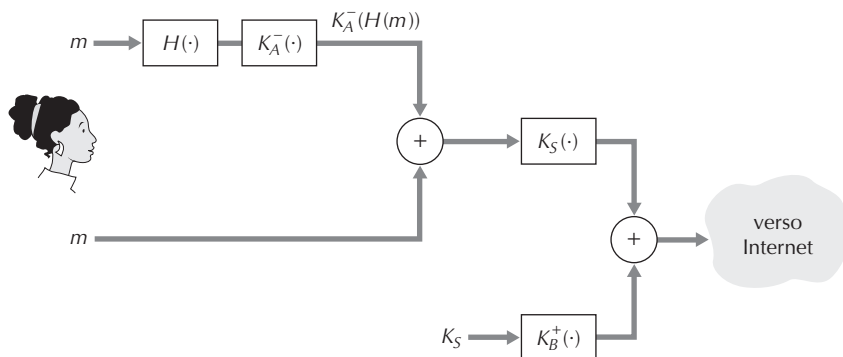 K_A^-(H(m))
m H(·) K_A^-(·)
+ K_S(·)
m
+ verso
Internet
K_S K_B^+(·)